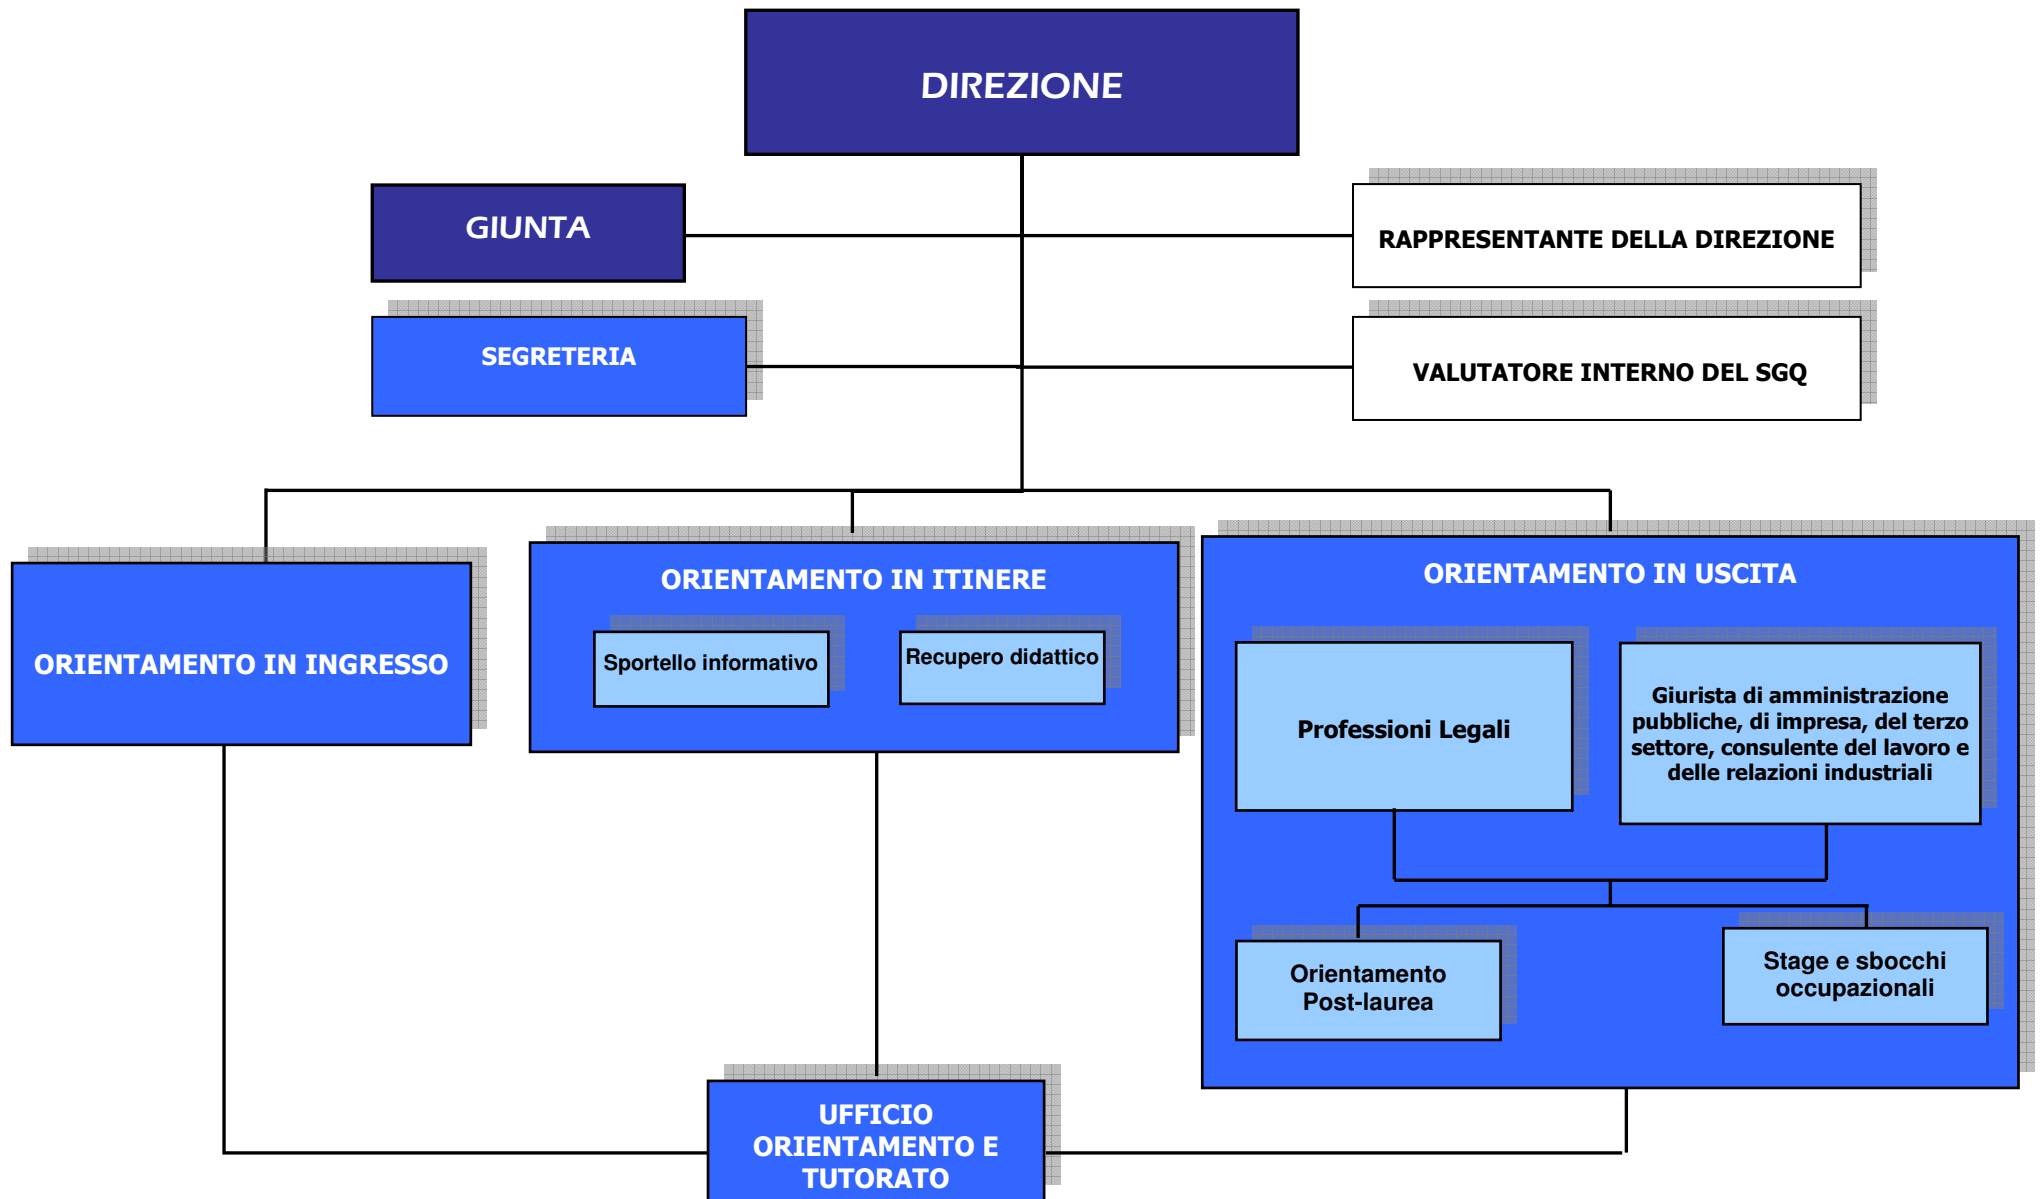 DIREZIONE
GIUNTA
RAPPRESENTANTE DELLA DIREZIONE
SEGRETERIA
VALUTATORE INTERNO DEL SGQ
ORIENTAMENTO IN INGRESSO
ORIENTAMENTO IN ITINERE
Sportello informativo
Recupero didattico
ORIENTAMENTO IN USCITA
Professioni Legali
Giurista di amministrazione
pubbliche, di impresa, del terzo
settore, consulente del lavoro e
delle relazioni industriali
Orientamento
Post-laurea
Stage e sbocchi
occupazionali
UFFICIO
ORIENTAMENTO E
TUTORATO